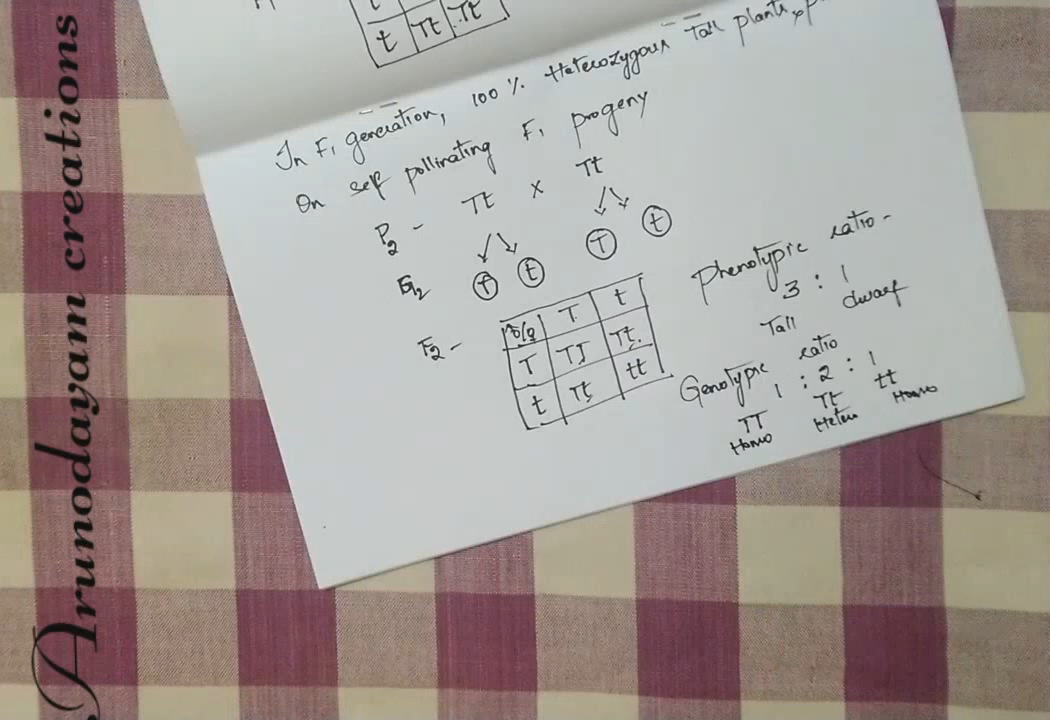 t
t Tt Tt
In F1 generation, 100% Heterozygous Tall plants
On self pollinating F1 progeny
P2 - Tt x Tt
G2 t t T t
F2 - ♂/♀ T t
T TT Tt
t Tt tt
Phenotypic ratio -
3 : 1
Tall dwarf
Genotypic ratio
1 : 2 : 1
TT Tt tt
Homo Hetero Homo
Arunodayam creations